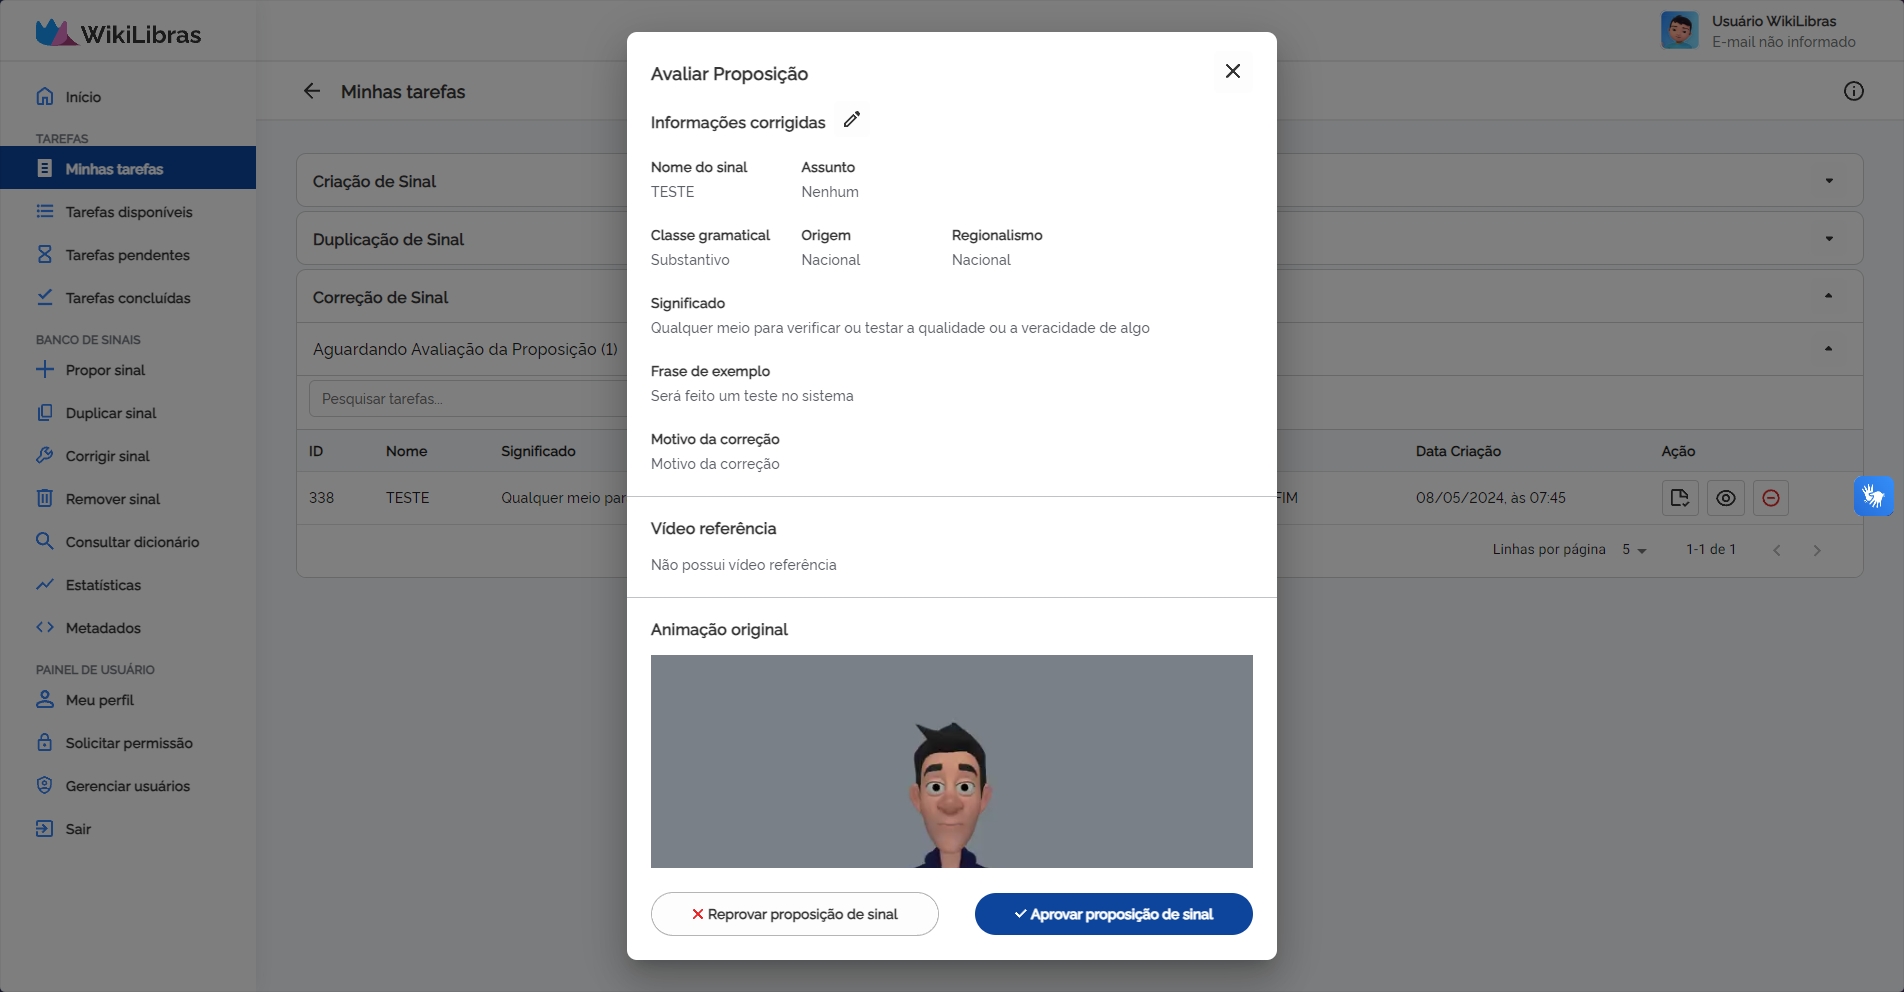 WikiLibras
Usuário WikiLibras
E-mail não informado
Início
TAREFAS
Minhas tarefas
Tarefas disponíveis
Tarefas pendentes
Tarefas concluídas
BANCO DE SINAIS
Propor sinal
Duplicar sinal
Corrigir sinal
Remover sinal
Consultar dicionário
Estatísticas
Metadados
PAINEL DE USUÁRIO
Meu perfil
Solicitar permissão
Gerenciar usuários
Sair
Minhas tarefas
Criação de Sinal
Duplicação de Sinal
Correção de Sinal
Aguardando Avaliação da Proposição (1)
Pesquisar tarefas...
ID Nome Significado Data Criação Ação
338 TESTE Qualquer meio par FIM 08/05/2024, às 07:45
Linhas por página 5 1-1 de 1
Avaliar Proposição
Informações corrigidas
Nome do sinal Assunto
TESTE Nenhum
Classe gramatical Origem Regionalismo
Substantivo Nacional Nacional
Significado
Qualquer meio para verificar ou testar a qualidade ou a veracidade de algo
Frase de exemplo
Será feito um teste no sistema
Motivo da correção
Motivo da correção
Vídeo referência
Não possui vídeo referência
Animação original
Reprovar proposição de sinal
Aprovar proposição de sinal